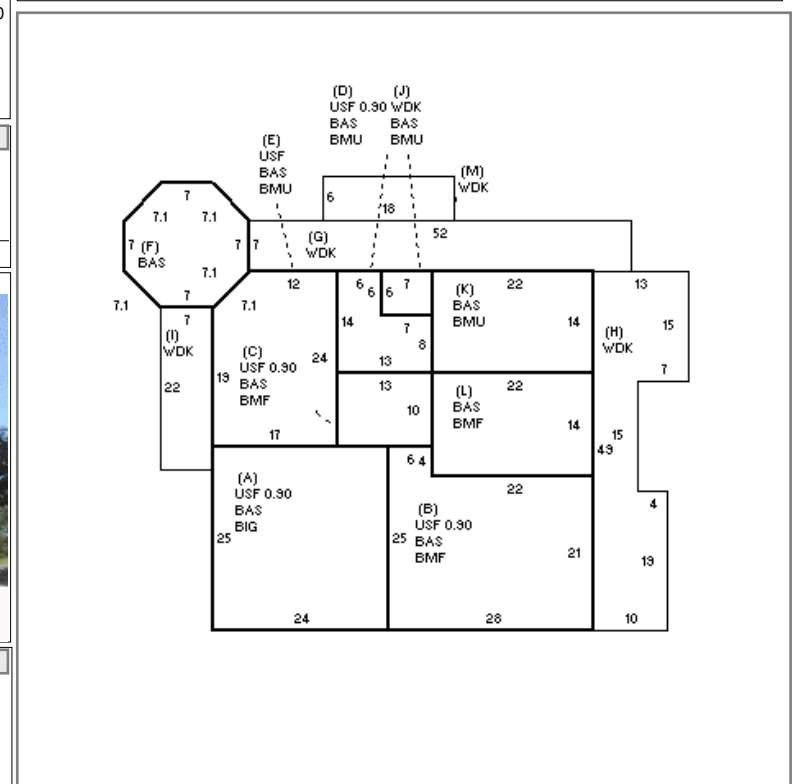 (D) (J)
USF 0.90 WDK
BAS BAS
BMU BMU
(E)
USF
BAS
BMU
(M)
WDK
6
18
7
7.1 7.1
52
7 (F) 7 7
BAS
(G)
WDK
7.1
7
7.1 7.1
12
6 6 6 7
22
13
(K)
BAS
BMU
7
(I)
WDK
14
7
8
14
15
(H)
WDK
7
22
19
(C)
USF 0.90
BAS
BMF
24
13
13
22
(L)
BAS
BMF
10
14
15
49
17
6 4
22
4
(A)
USF 0.90
BAS
BIG
(B)
USF 0.90
BAS
BMF
25
25
21
19
24
28
10